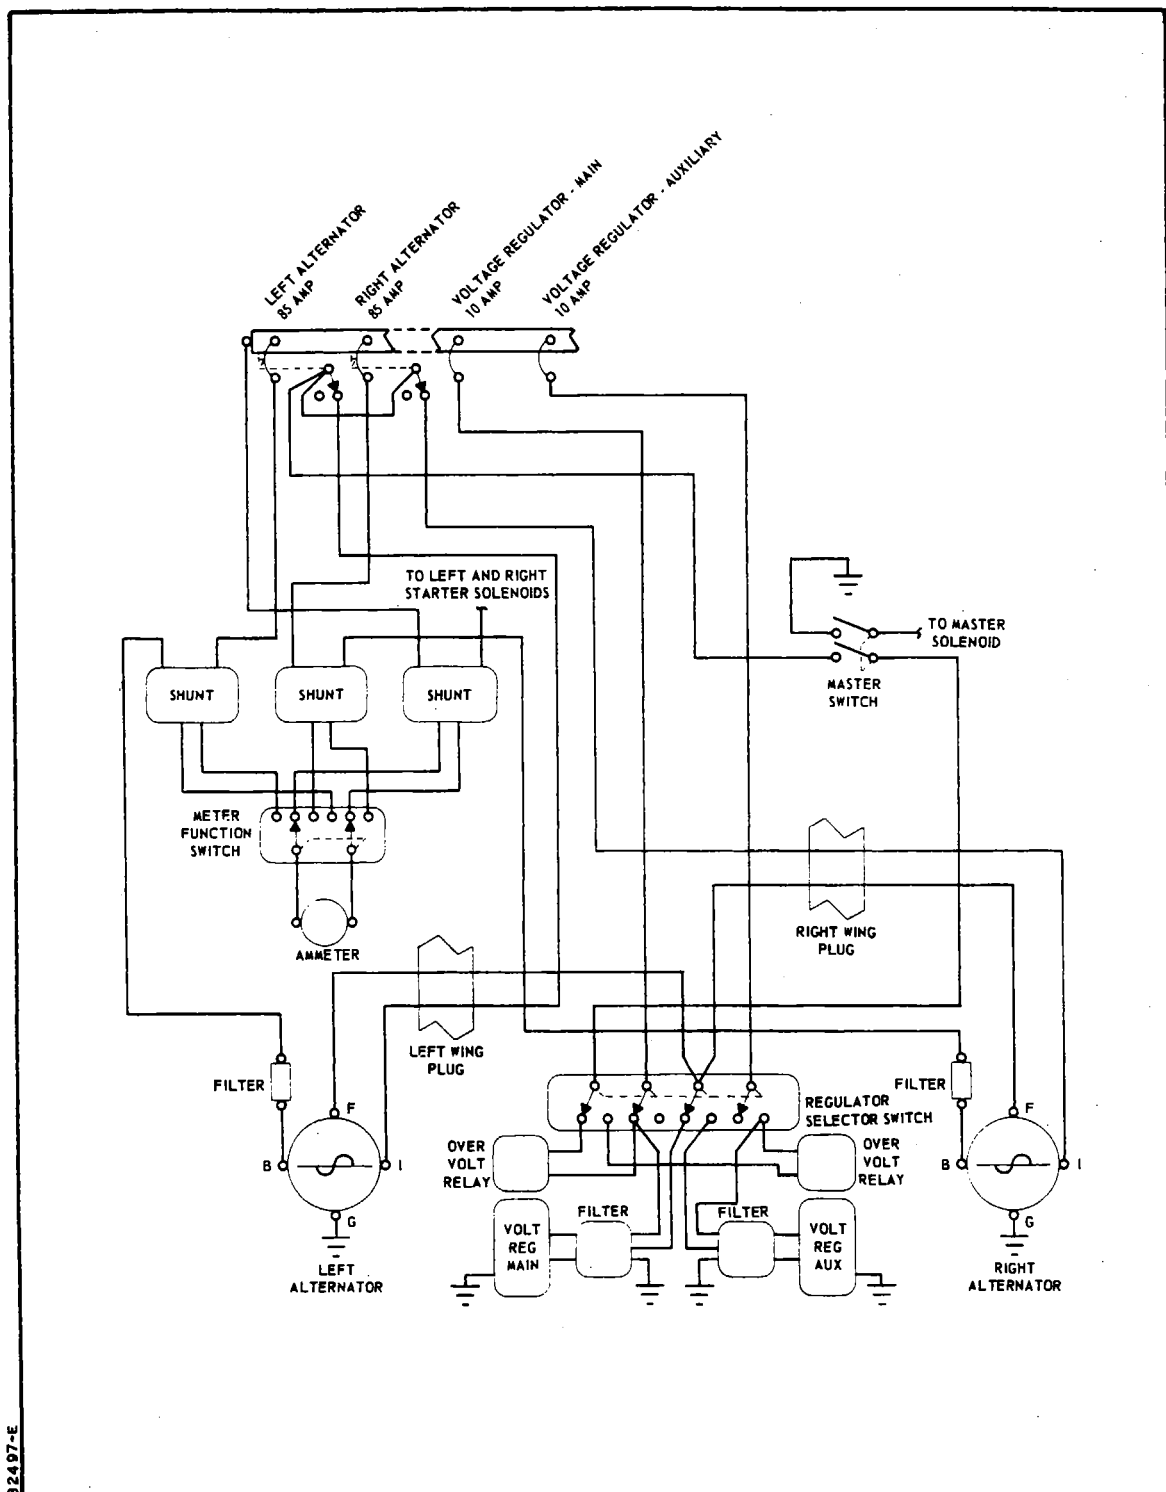 LEFT ALTERNATOR
85 AMP
RIGHT ALTERNATOR
85 AMP
VOLTAGE REGULATOR - MAIN
10 AMP
VOLTAGE REGULATOR - AUXILIARY
10 AMP
TO LEFT AND RIGHT
STARTER SOLENOIDS
TO MASTER
SOLENOID
MASTER
SWITCH
SHUNT
SHUNT
SHUNT
METER
FUNCTION
SWITCH
AMMETER
RIGHT WING
PLUG
LEFT WING
PLUG
FILTER
F
B
I
G
LEFT
ALTERNATOR
REGULATOR
SELECTOR SWITCH
OVER
VOLT
RELAY
OVER
VOLT
RELAY
FILTER
FILTER
VOLT
REG
MAIN
VOLT
REG
AUX
FILTER
F
B
I
G
RIGHT
ALTERNATOR